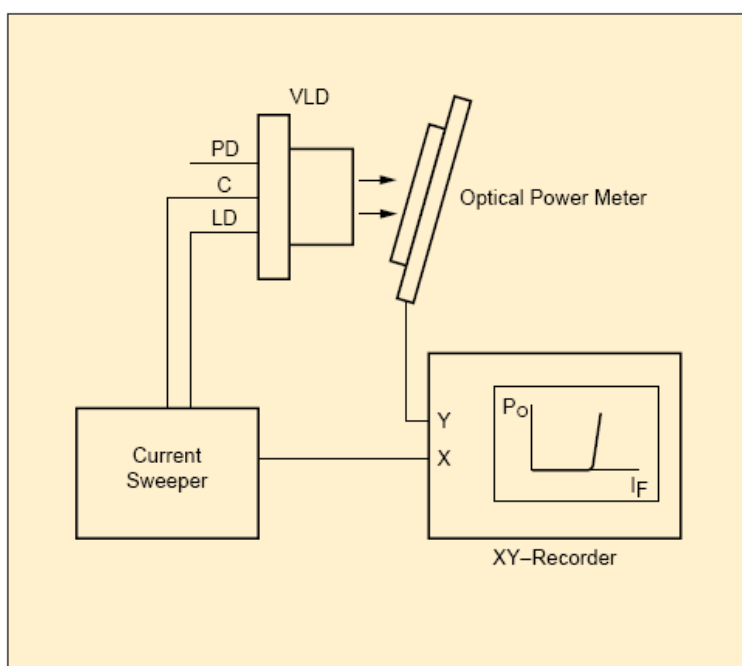 VLD
PD
C
LD
Optical Power Meter
Current
Sweeper
Y
X
PO
IF
XY–Recorder